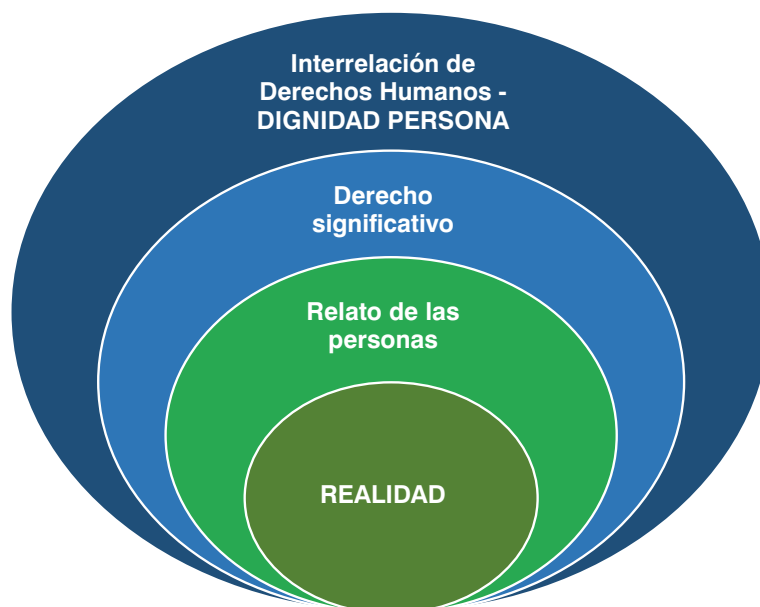 Interrelación de
Derechos Humanos -
DIGNIDAD PERSONA
Derecho
significativo
Relato de las
personas
REALIDAD